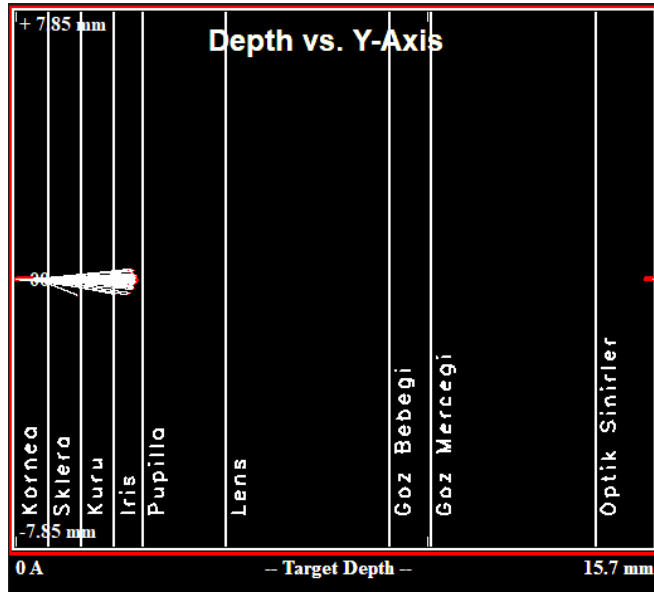 + 7.85 mm
Depth vs. Y-Axis
Kornea
Sklera
Kuru
Iris
Pupilla
Lens
Goz Bebegi
Goz Mercegi
Optik Sinirler
-7.85 mm
0 A
-- Target Depth --
15.7 mm